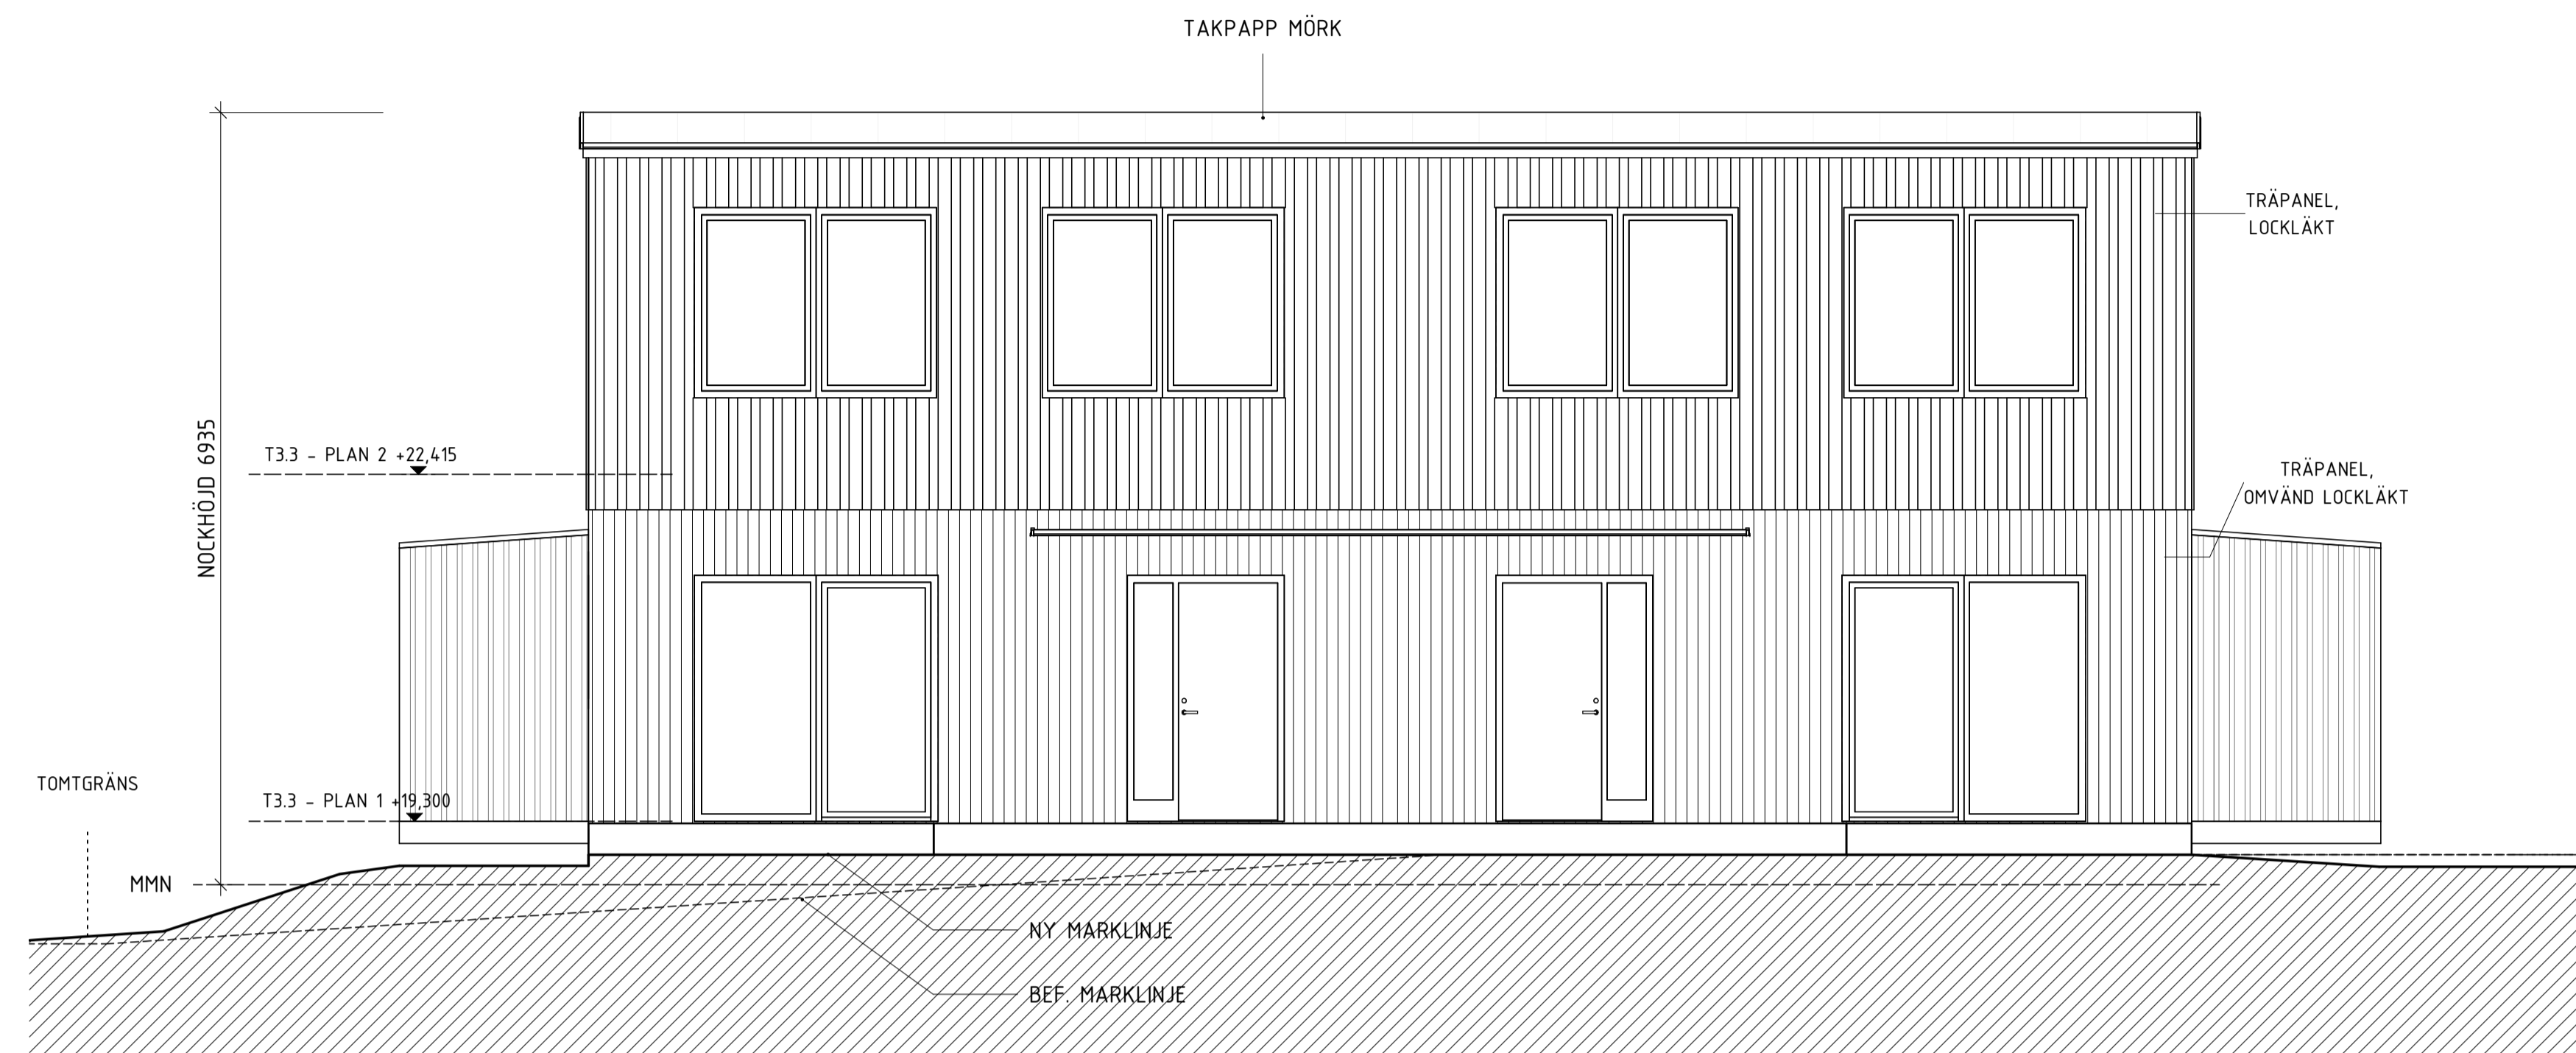 TAKPAPP MÖRK
TRÄPANEL,
LOCKLÄKT
NOCKHÖJD 6935
T3.3 - PLAN 2 +22,415
TRÄPANEL,
OMVÄND LOCKLÄKT
TOMTGRÄNS
T3.3 - PLAN 1 +19,300
MMN
NY MARKLINJE
BEF. MARKLINJE